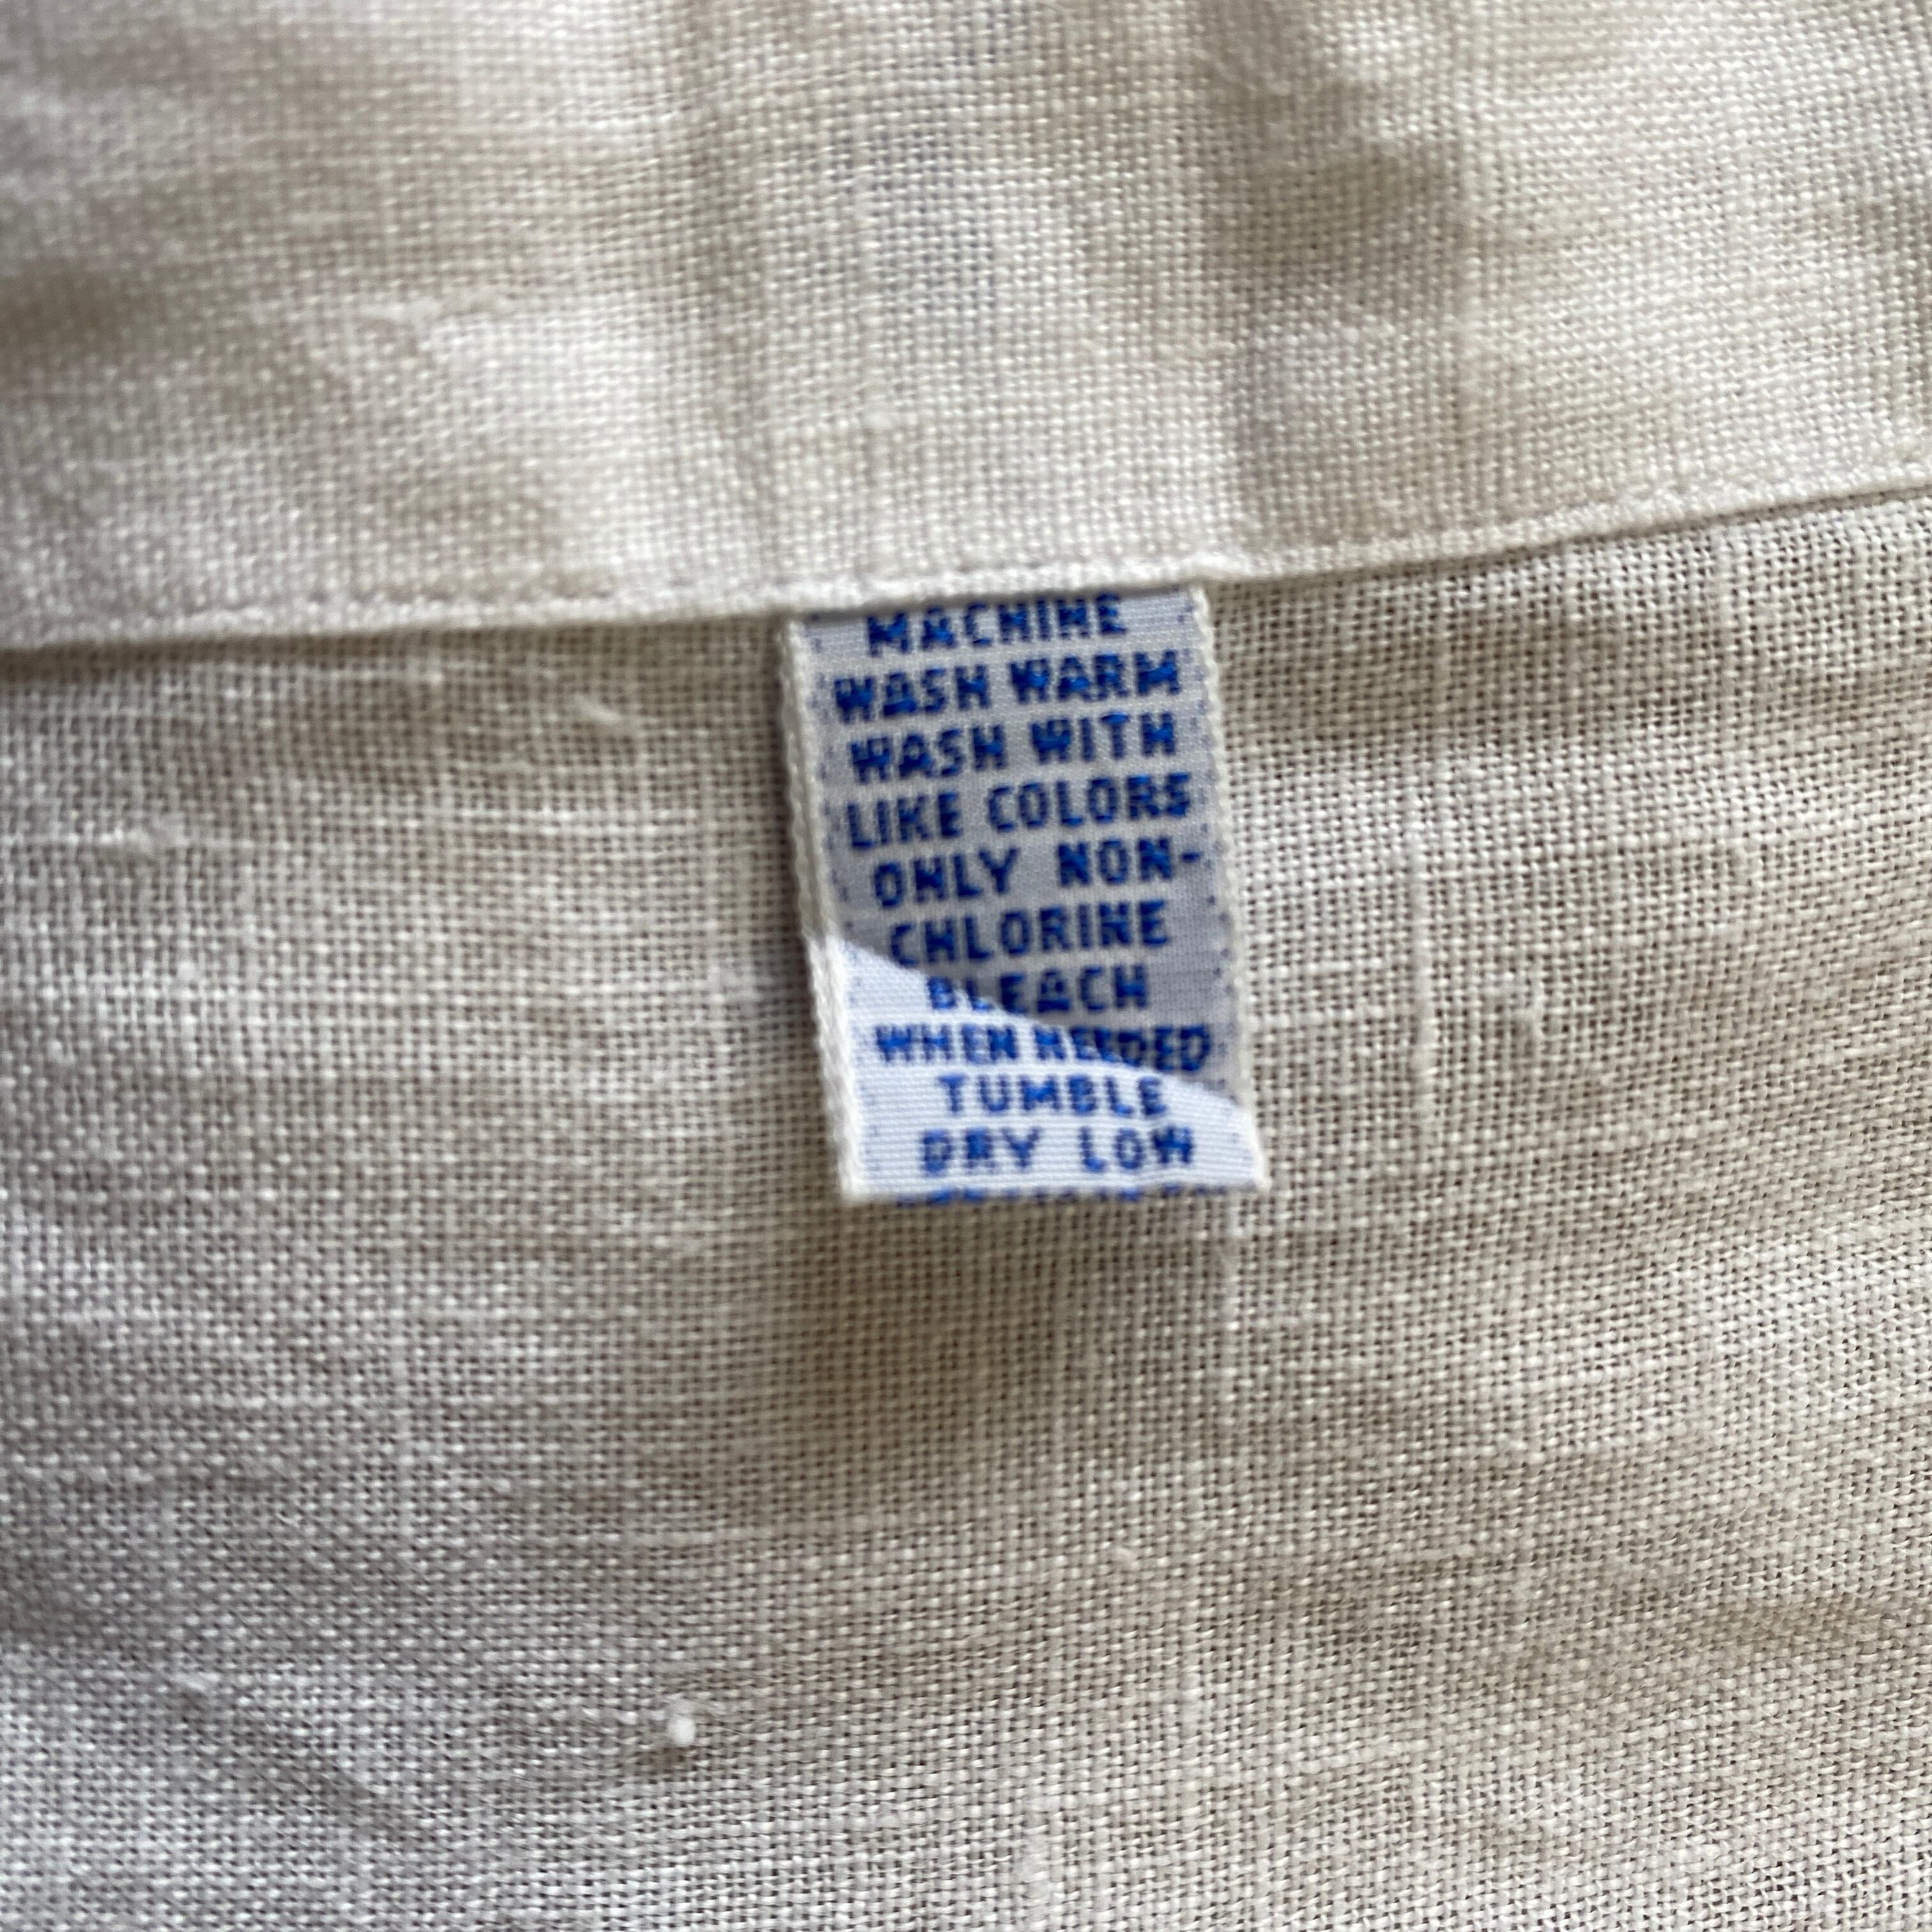 MACHINE
WASH WARM
WASH WITH
LIKE COLORS
ONLY NON-
CHLORINE
BLEACH
WHEN NEEDED
TUMBLE
DRY LOW